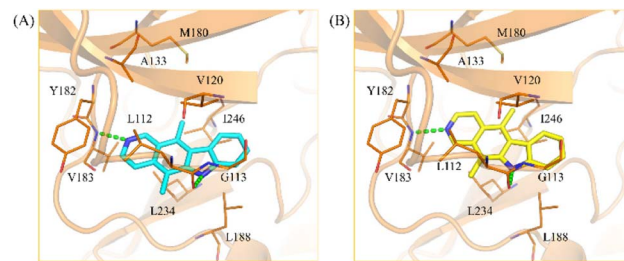 (A)
M180
A133
V120
Y182
L112
I246
V183
G113
L234
L188
(B)
M180
A133
V120
Y182
I246
V183
L112
G113
L234
L188